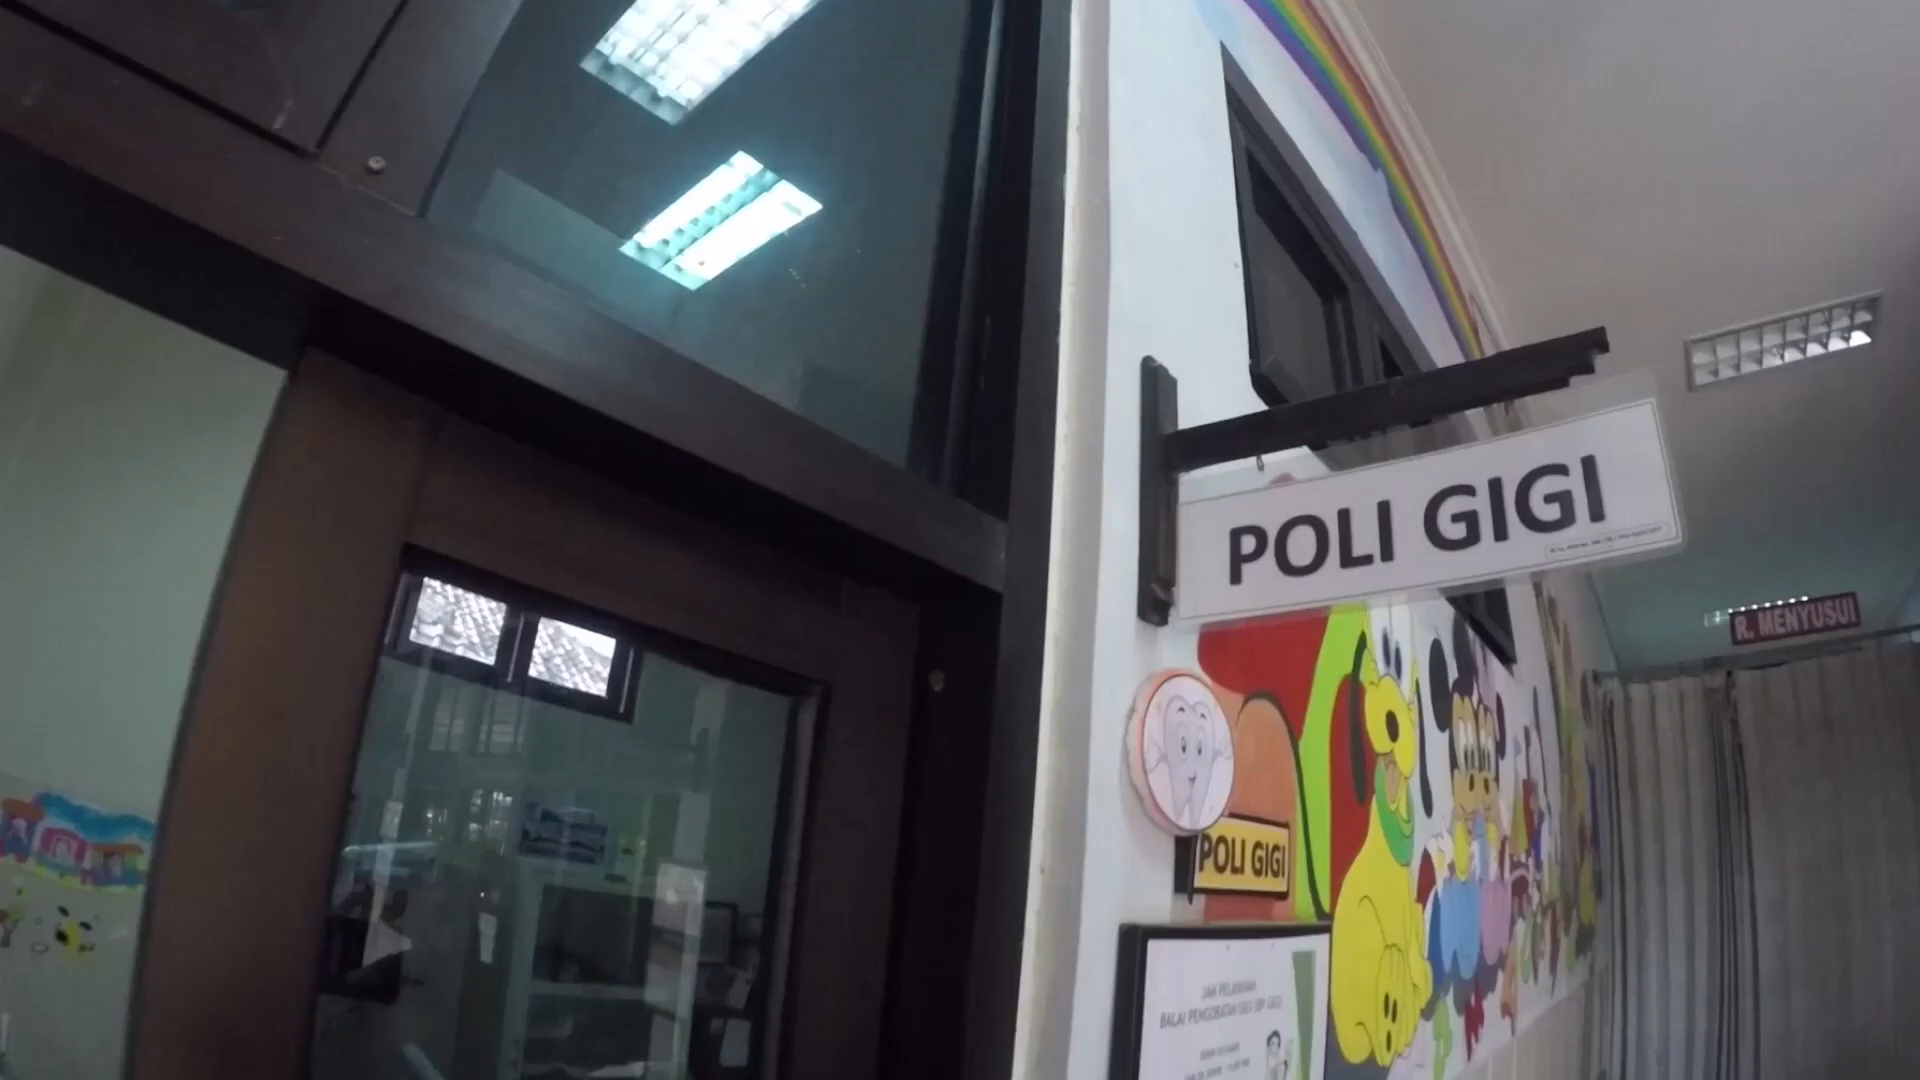 POLI GIGI
R. MENYUSUI
POLI GIGI
JAM PELAYANAN
BALAI PENGOBATAN GIGI (BP GIGI)